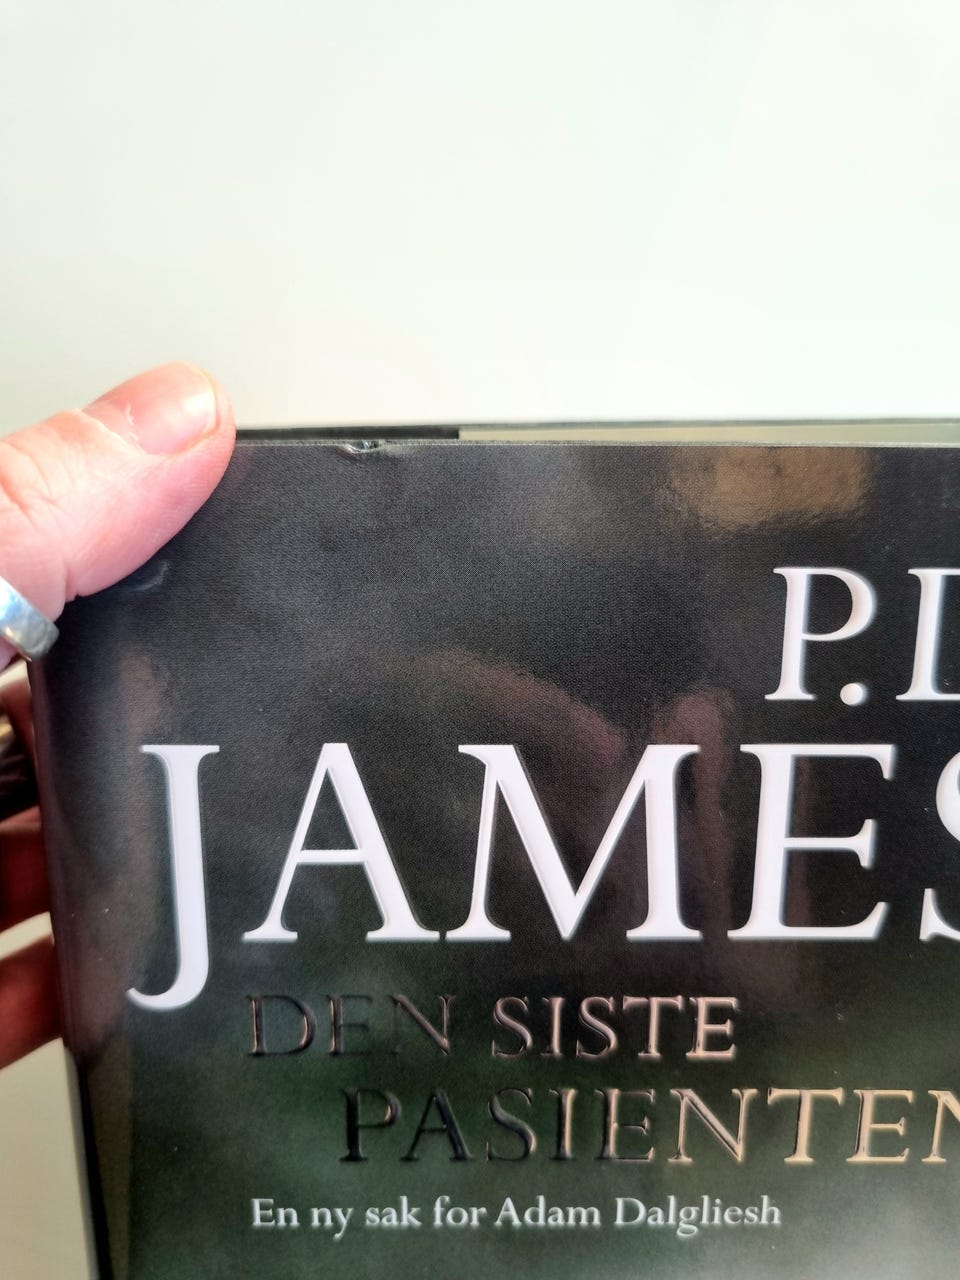 P.D
JAMES
DEN SISTE
PASIENTEN
En ny sak for Adam Dalgliesh